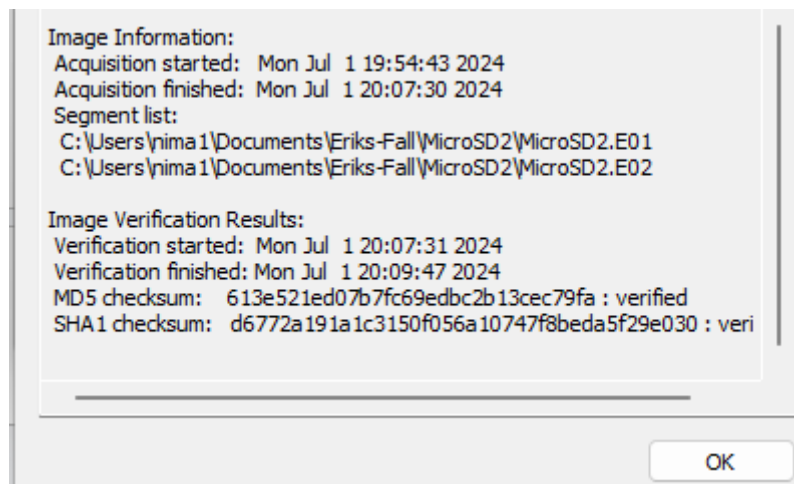 Image Information:
Acquisition started: Mon Jul 1 19:54:43 2024
Acquisition finished: Mon Jul 1 20:07:30 2024
Segment list:
C:\Users\nima1\Documents\Eriks-Fall\MicroSD2\MicroSD2.E01
C:\Users\nima1\Documents\Eriks-Fall\MicroSD2\MicroSD2.E02
Image Verification Results:
Verification started: Mon Jul 1 20:07:31 2024
Verification finished: Mon Jul 1 20:09:47 2024
MD5 checksum: 613e521ed07b7fc69edbc2b13cec79fa : verified
SHA1 checksum: d6772a191a1c3150f056a10747f8beda5f29e030 : veri
OK